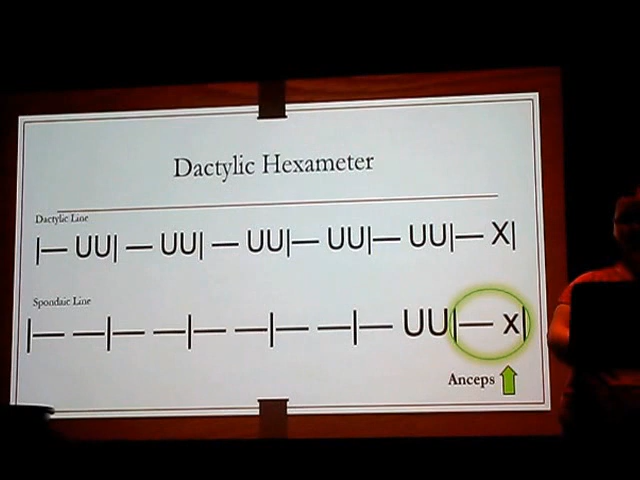 Dactylic Hexameter
Dactylic Line
|— UU| — UU| — UU|— UU|— UU|— X|
Spondaic Line
|— —|— —|— —|— —|— UU|— x|
Anceps